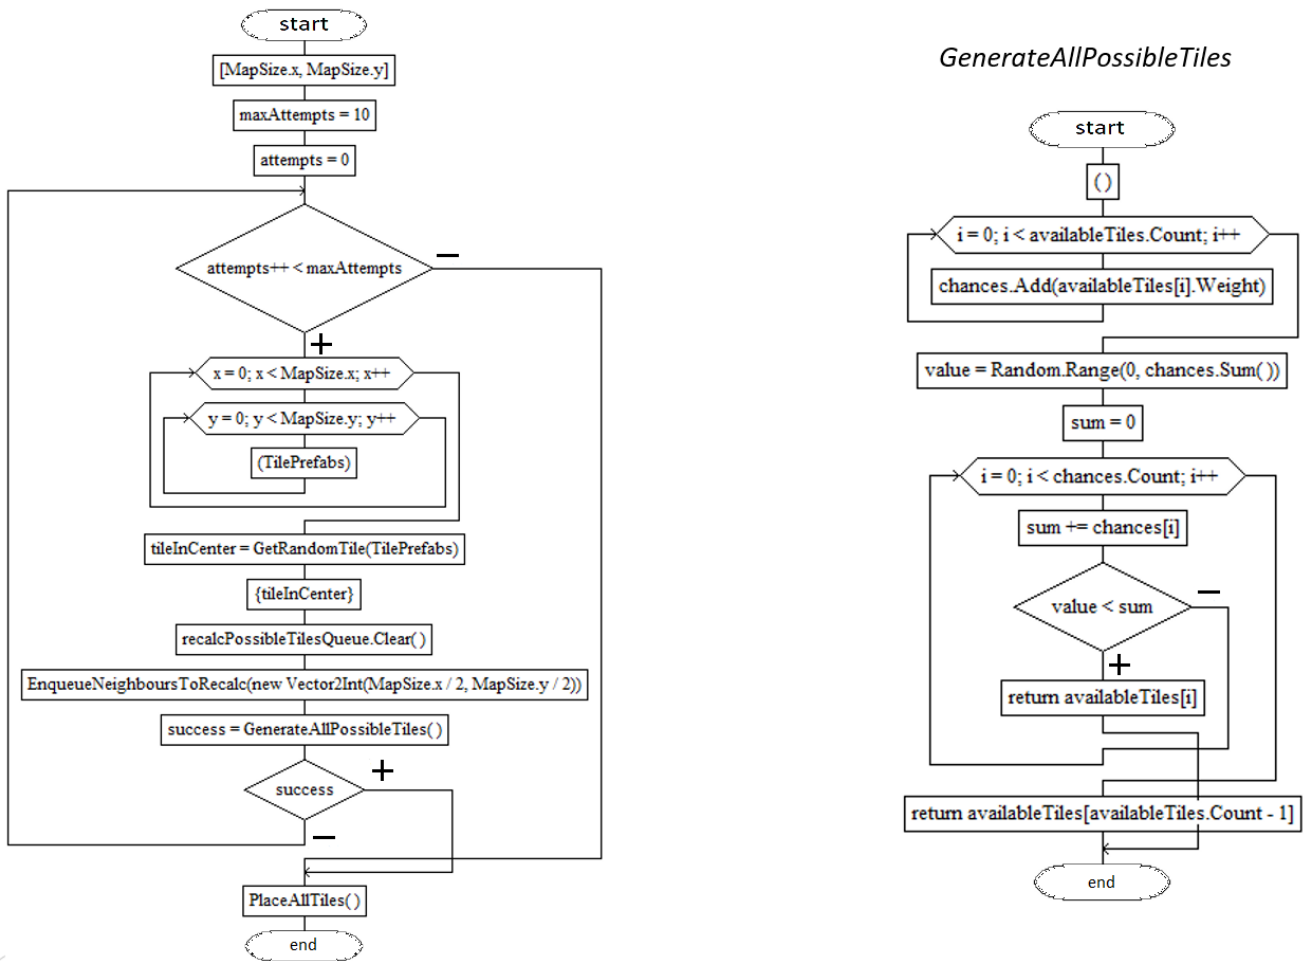 start
[MapSize.x, MapSize.y]
maxAttempts = 10
attempts = 0
attempts++ < maxAttempts
−
+
x = 0; x < MapSize.x; x++
y = 0; y < MapSize.y; y++
(TilePrefabs)
tileInCenter = GetRandomTile(TilePrefabs)
{tileInCenter}
recalcPossibleTilesQueue.Clear()
EnqueueNeighboursToRecalc(new Vector2Int(MapSize.x / 2, MapSize.y / 2))
success = GenerateAllPossibleTiles()
success
+
−
PlaceAllTiles()
end
GenerateAllPossibleTiles
start
()
i = 0; i < availableTiles.Count; i++
chances.Add(availableTiles[i].Weight)
value = Random.Range(0, chances.Sum())
sum = 0
i = 0; i < chances.Count; i++
sum += chances[i]
value < sum
−
+
return availableTiles[i]
return availableTiles[availableTiles.Count - 1]
end